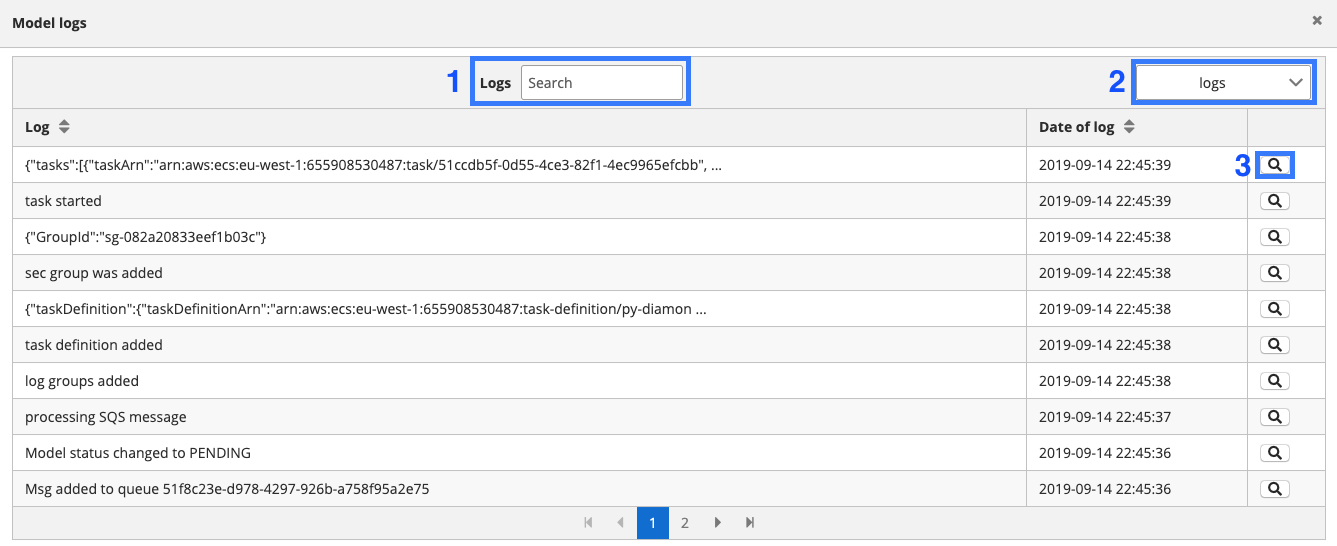 Model logs
1 Logs Search 2 logs
Log Date of log
{"tasks":[{"taskArn":"arn:aws:ecs:eu-west-1:655908530487:task/51ccdb5f-0d55-4ce3-82f1-4ec9965efcbb", ... 2019-09-14 22:45:39 3
task started 2019-09-14 22:45:39
{"GroupId":"sg-082a20833eef1b03c"} 2019-09-14 22:45:38
sec group was added 2019-09-14 22:45:38
{"taskDefinition":{"taskDefinitionArn":"arn:aws:ecs:eu-west-1:655908530487:task-definition/py-diamon ... 2019-09-14 22:45:38
task definition added 2019-09-14 22:45:38
log groups added 2019-09-14 22:45:38
processing SQS message 2019-09-14 22:45:37
Model status changed to PENDING 2019-09-14 22:45:36
Msg added to queue 51f8c23e-d978-4297-926b-a758f95a2e75 2019-09-14 22:45:36
1 2